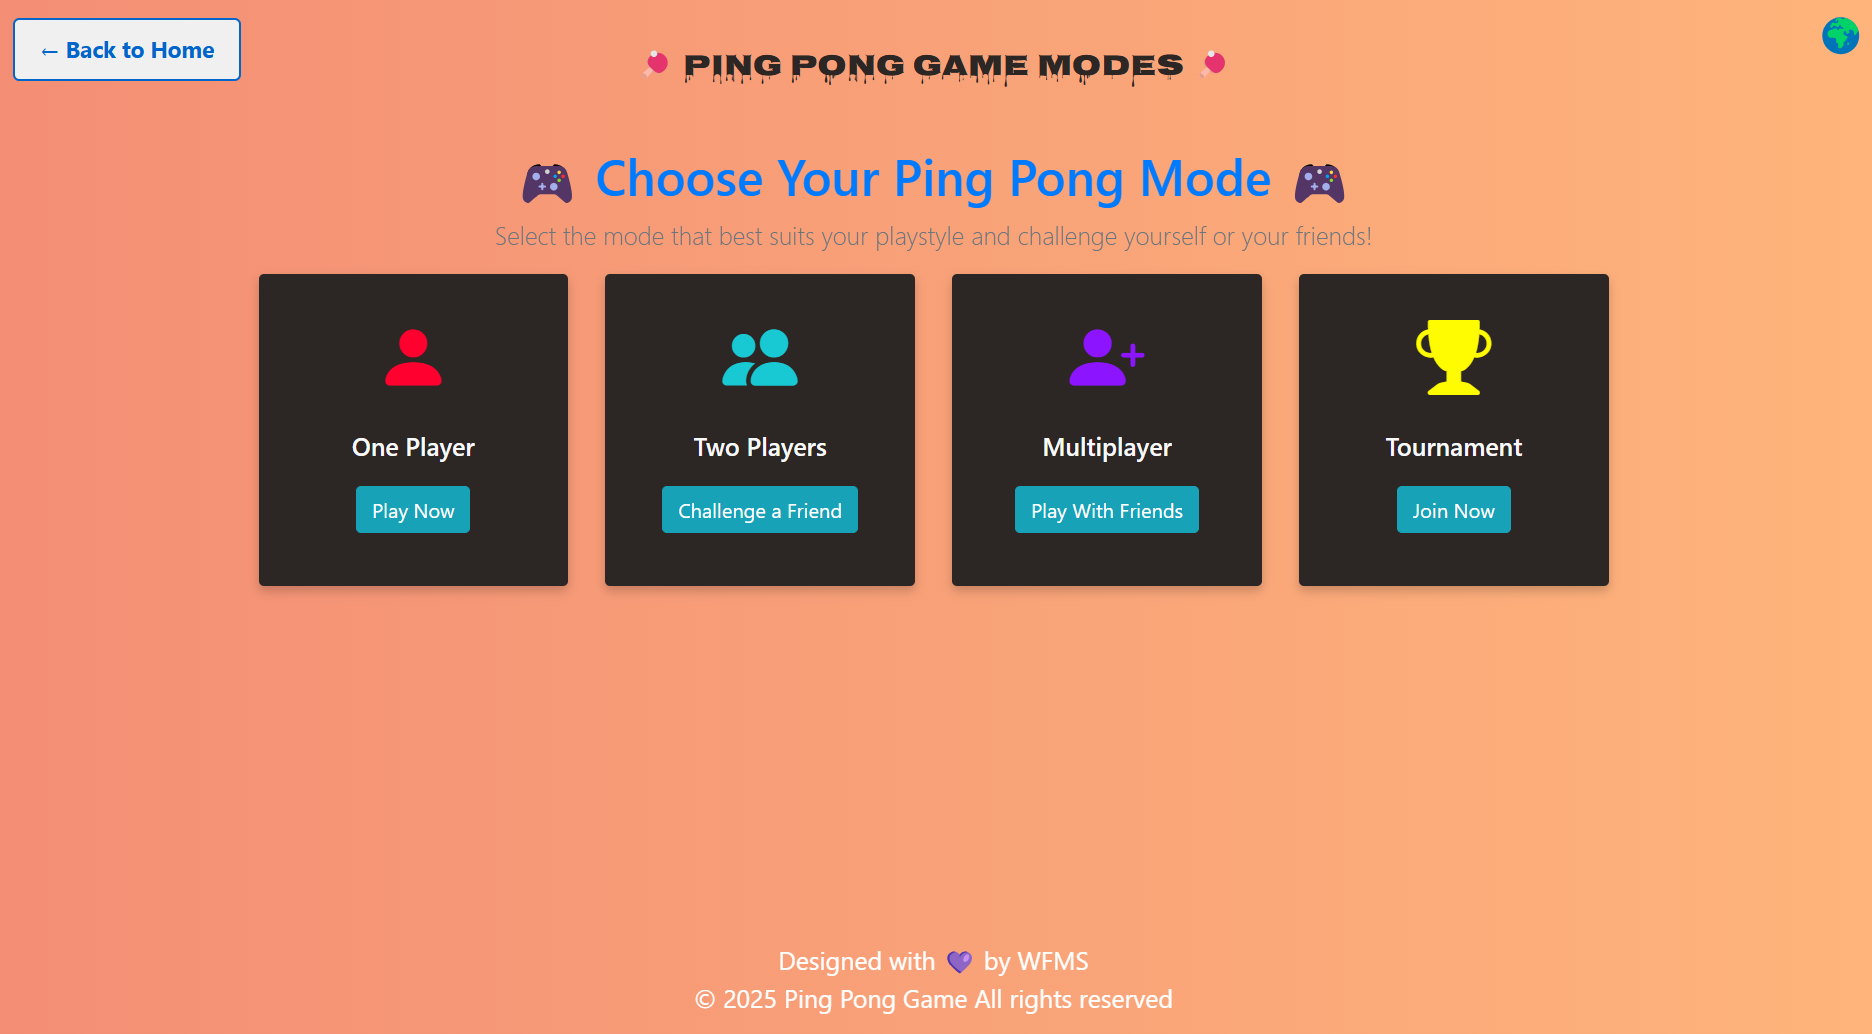 ← Back to Home
PING PONG GAME MODES
Choose Your Ping Pong Mode
Select the mode that best suits your playstyle and challenge yourself or your friends!
One Player
Play Now
Two Players
Challenge a Friend
Multiplayer
Play With Friends
Tournament
Join Now
Designed with 💜 by WFMS
© 2025 Ping Pong Game All rights reserved